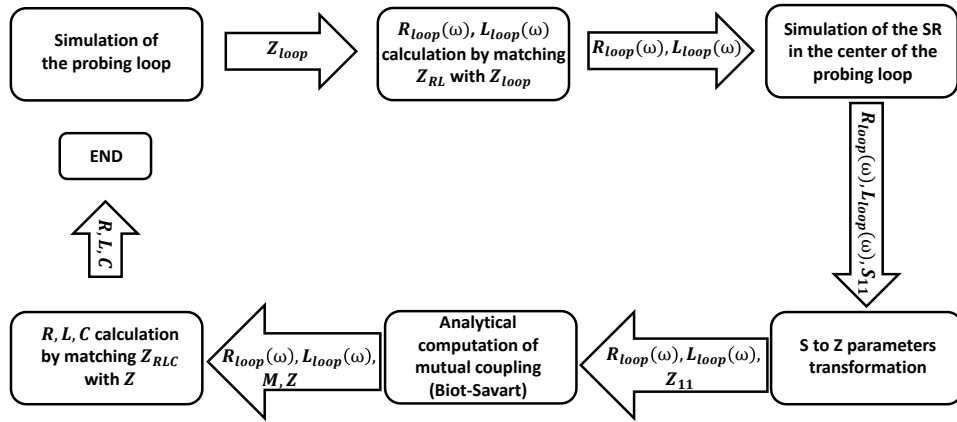 Simulation of
the probing loop
Z_loop
R_loop(ω), L_loop(ω)
calculation by matching
Z_RL with Z_loop
R_loop(ω), L_loop(ω)
Simulation of the SR
in the center of the
probing loop
R_loop(ω), L_loop(ω), S_11
S to Z parameters
transformation
R_loop(ω), L_loop(ω),
Z_11
Analytical
computation of
mutual coupling
(Biot-Savart)
R_loop(ω), L_loop(ω),
M, Z
R, L, C calculation
by matching Z_RLC
with Z
R, L, C
END